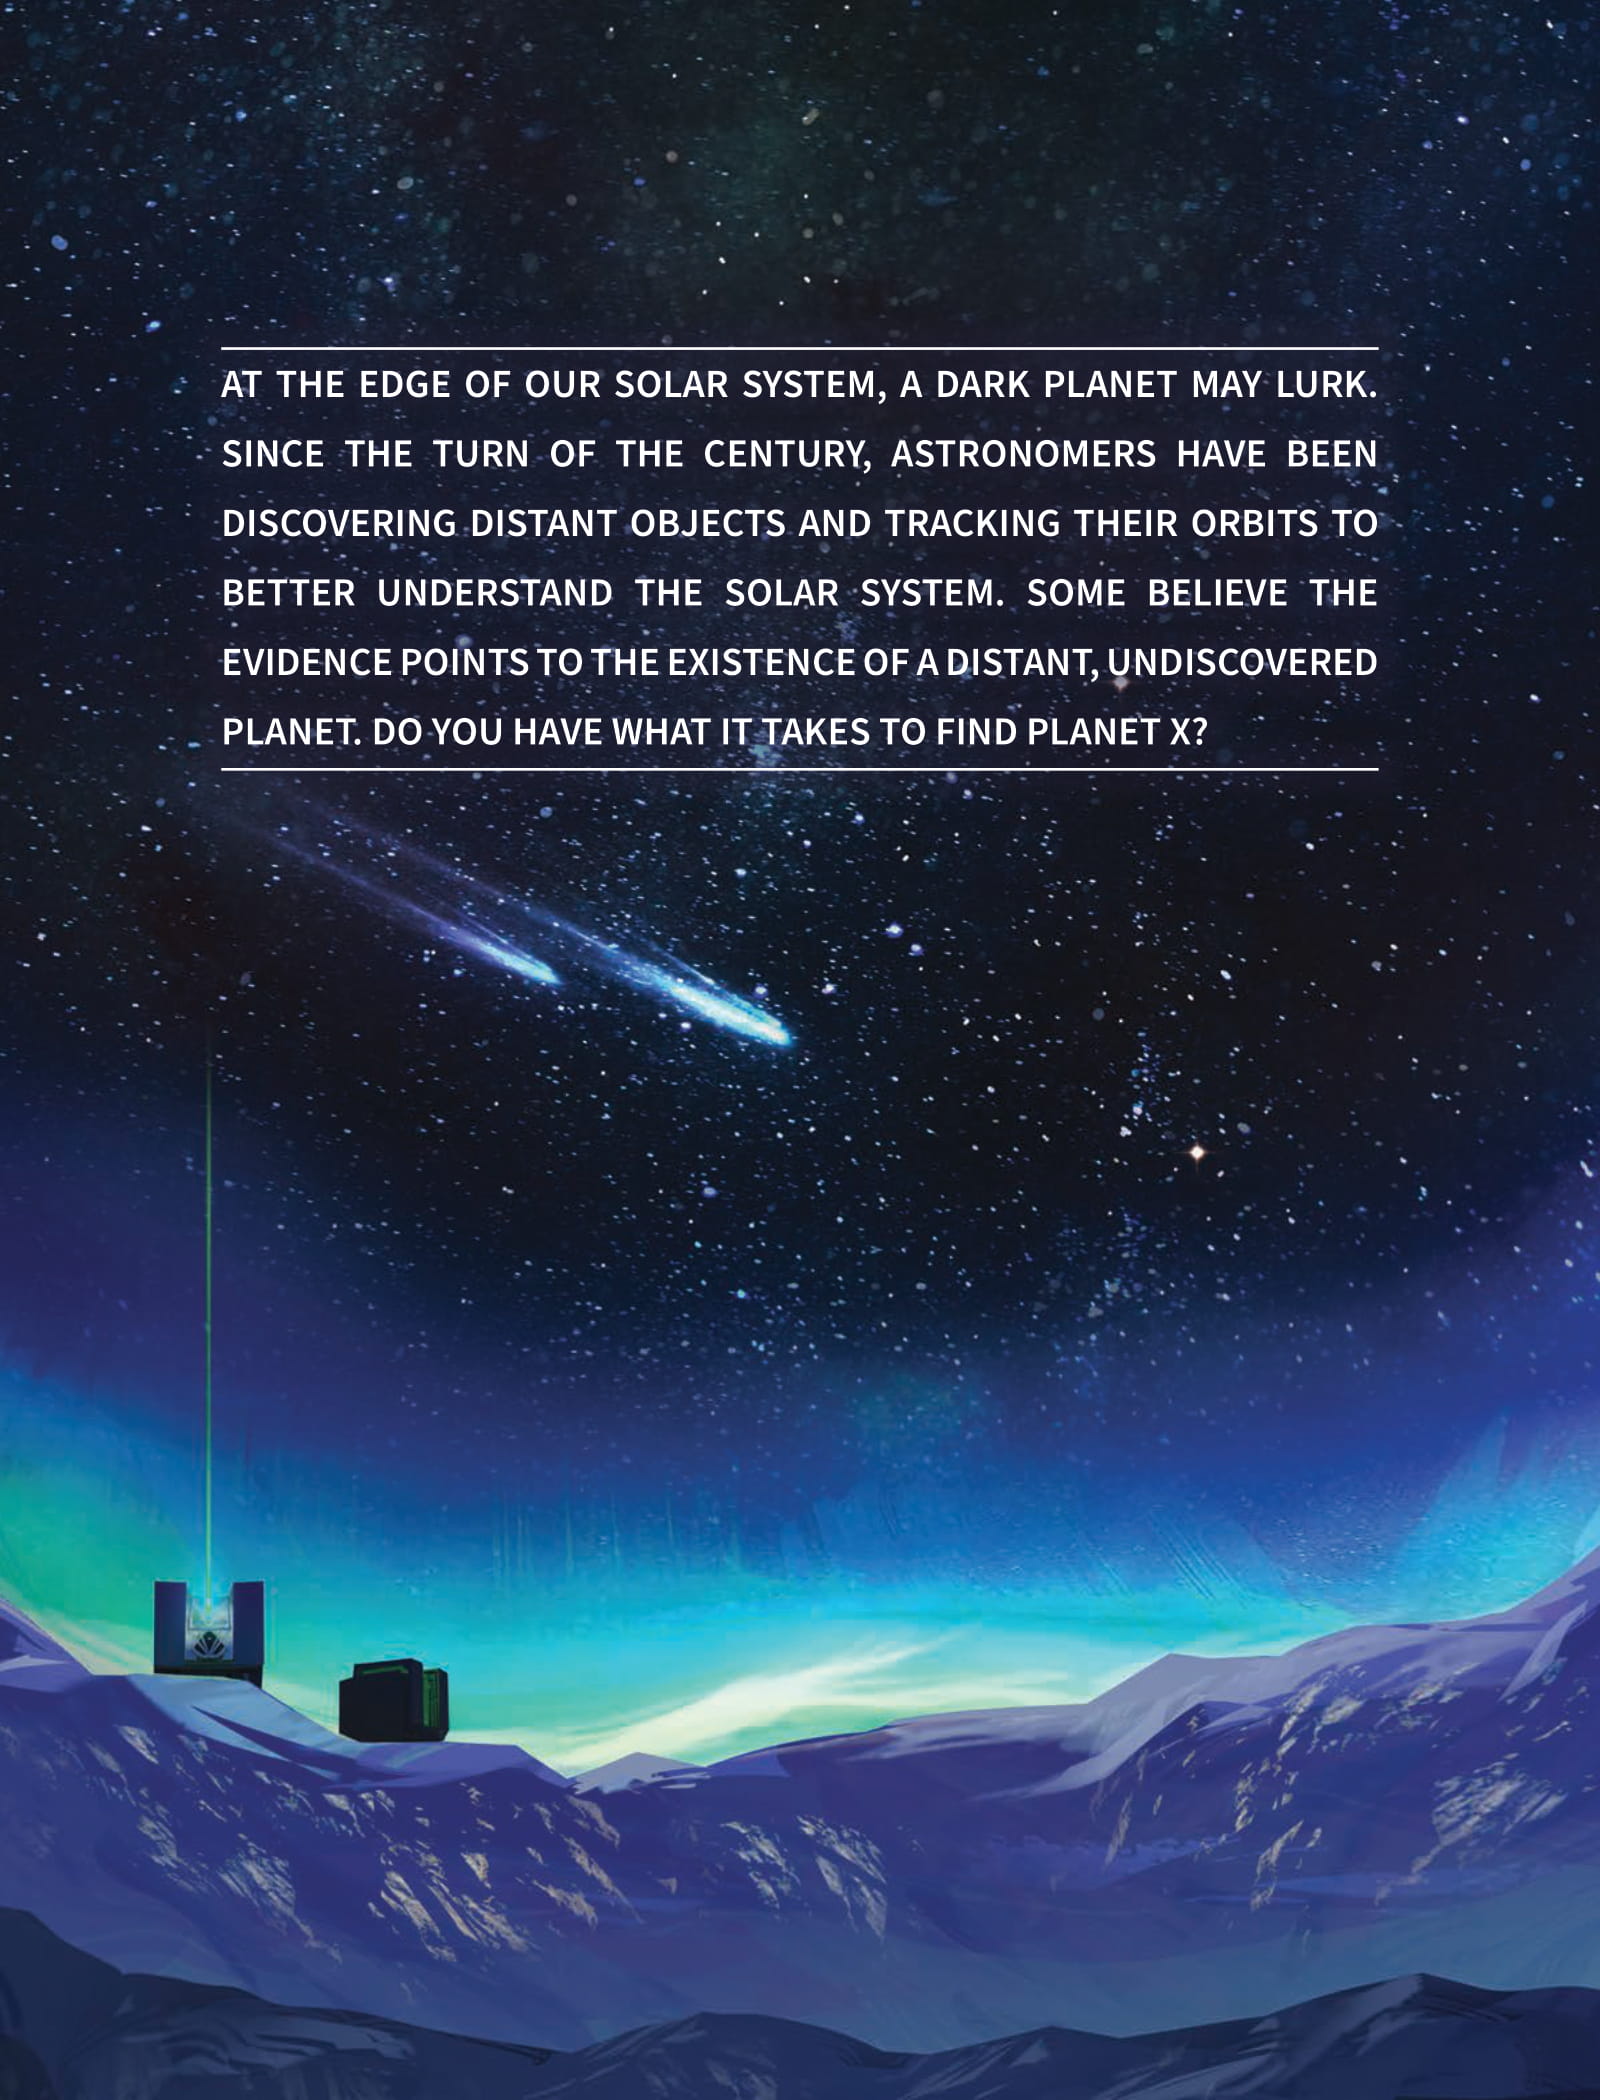 AT THE EDGE OF OUR SOLAR SYSTEM, A DARK PLANET MAY LURK.
SINCE THE TURN OF THE CENTURY, ASTRONOMERS HAVE BEEN
DISCOVERING DISTANT OBJECTS AND TRACKING THEIR ORBITS TO
BETTER UNDERSTAND THE SOLAR SYSTEM. SOME BELIEVE THE
EVIDENCE POINTS TO THE EXISTENCE OF A DISTANT, UNDISCOVERED
PLANET. DO YOU HAVE WHAT IT TAKES TO FIND PLANET X?